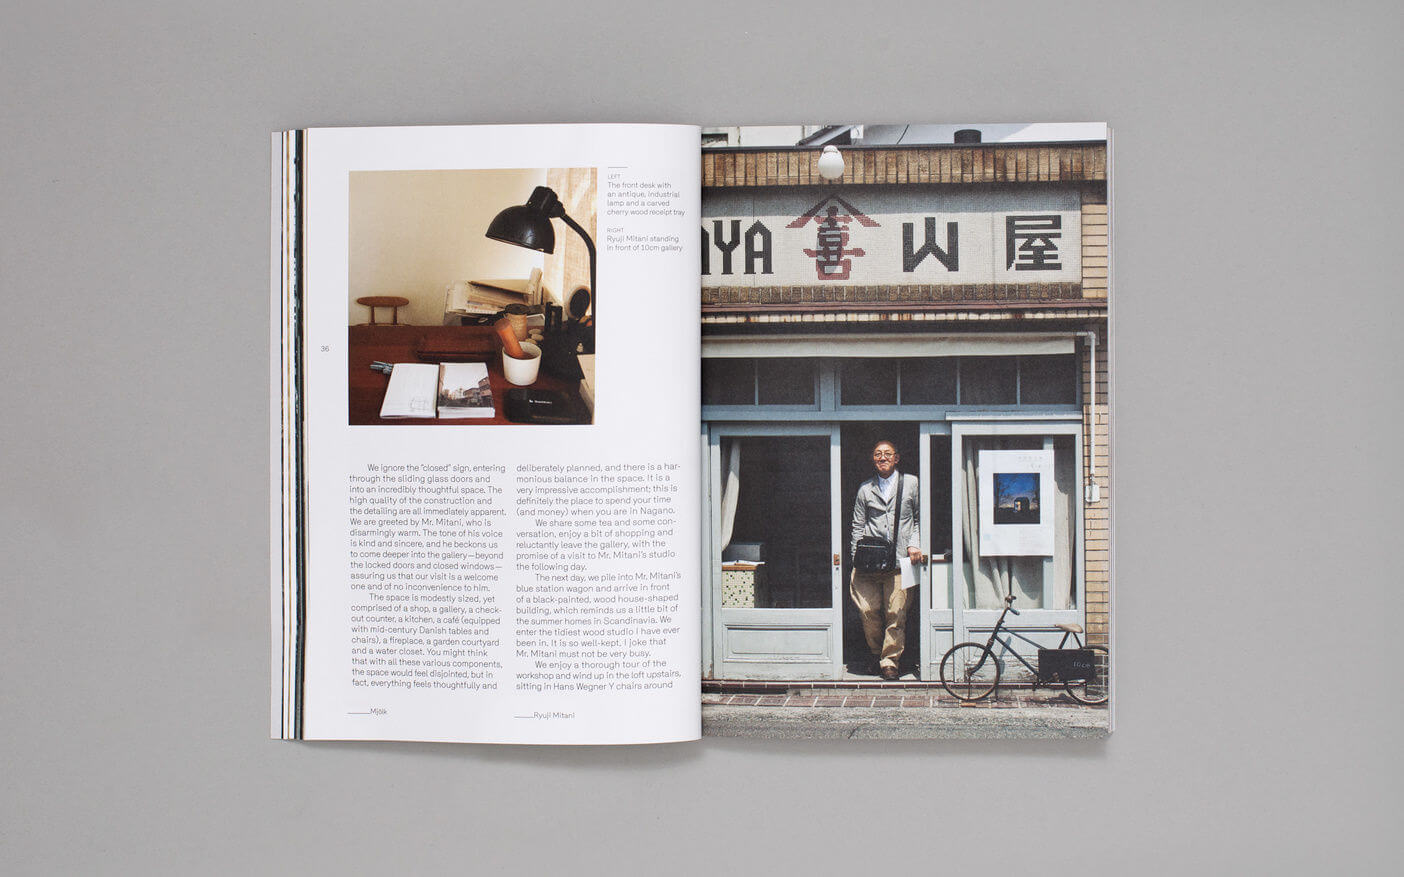 LEFT
The front desk with
an antique, industrial
lamp and a carved
cherry wood receipt tray
RIGHT
Ryuji Mitani standing
in front of 10cm gallery
36
We ignore the “closed” sign, entering
through the sliding glass doors and
into an incredibly thoughtful space. The
high quality of the construction and
the detailing are all immediately apparent.
We are greeted by Mr. Mitani, who is
disarmingly warm. The tone of his voice
is kind and sincere, and he beckons us
to come deeper into the gallery—beyond
the locked doors and closed windows—
assuring us that our visit is a welcome
one and of no inconvenience to him.
The space is modestly sized, yet
comprised of a shop, a gallery, a check-
out counter, a kitchen, a café (equipped
with mid-century Danish tables and
chairs), a fireplace, a garden courtyard
and a water closet. You might think
that with all these various components,
the space would feel disjointed, but in
fact, everything feels thoughtfully and
deliberately planned, and there is a har-
monious balance in the space. It is a
very impressive accomplishment; this is
definitely the place to spend your time
(and money) when you are in Nagano.
We share some tea and some con-
versation, enjoy a bit of shopping and
reluctantly leave the gallery, with the
promise of a visit to Mr. Mitani’s studio
the following day.
The next day, we pile into Mr. Mitani’s
blue station wagon and arrive in front
of a black-painted, wood house-shaped
building, which reminds us a little bit of
the summer homes in Scandinavia. We
enter the tidiest wood studio I have ever
been in. It is so well-kept, I joke that
Mr. Mitani must not be very busy.
We enjoy a thorough tour of the
workshop and wind up in the loft upstairs,
sitting in Hans Wegner Y chairs around
Mjölk
Ryuji Mitani
AYA 喜 山 屋
10cm